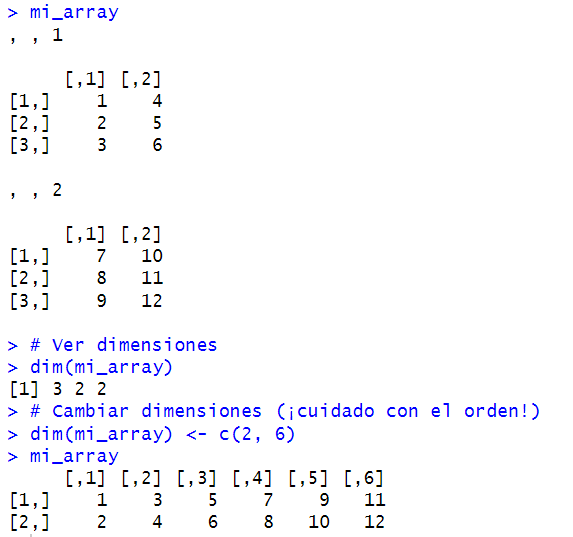 > mi_array
, , 1
     [,1] [,2]
[1,]    1    4
[2,]    2    5
[3,]    3    6
, , 2
     [,1] [,2]
[1,]    7   10
[2,]    8   11
[3,]    9   12
> # Ver dimensiones
> dim(mi_array)
[1] 3 2 2
> # Cambiar dimensiones (¡cuidado con el orden!)
> dim(mi_array) <- c(2, 6)
> mi_array
     [,1] [,2] [,3] [,4] [,5] [,6]
[1,]    1    3    5    7    9   11
[2,]    2    4    6    8   10   12